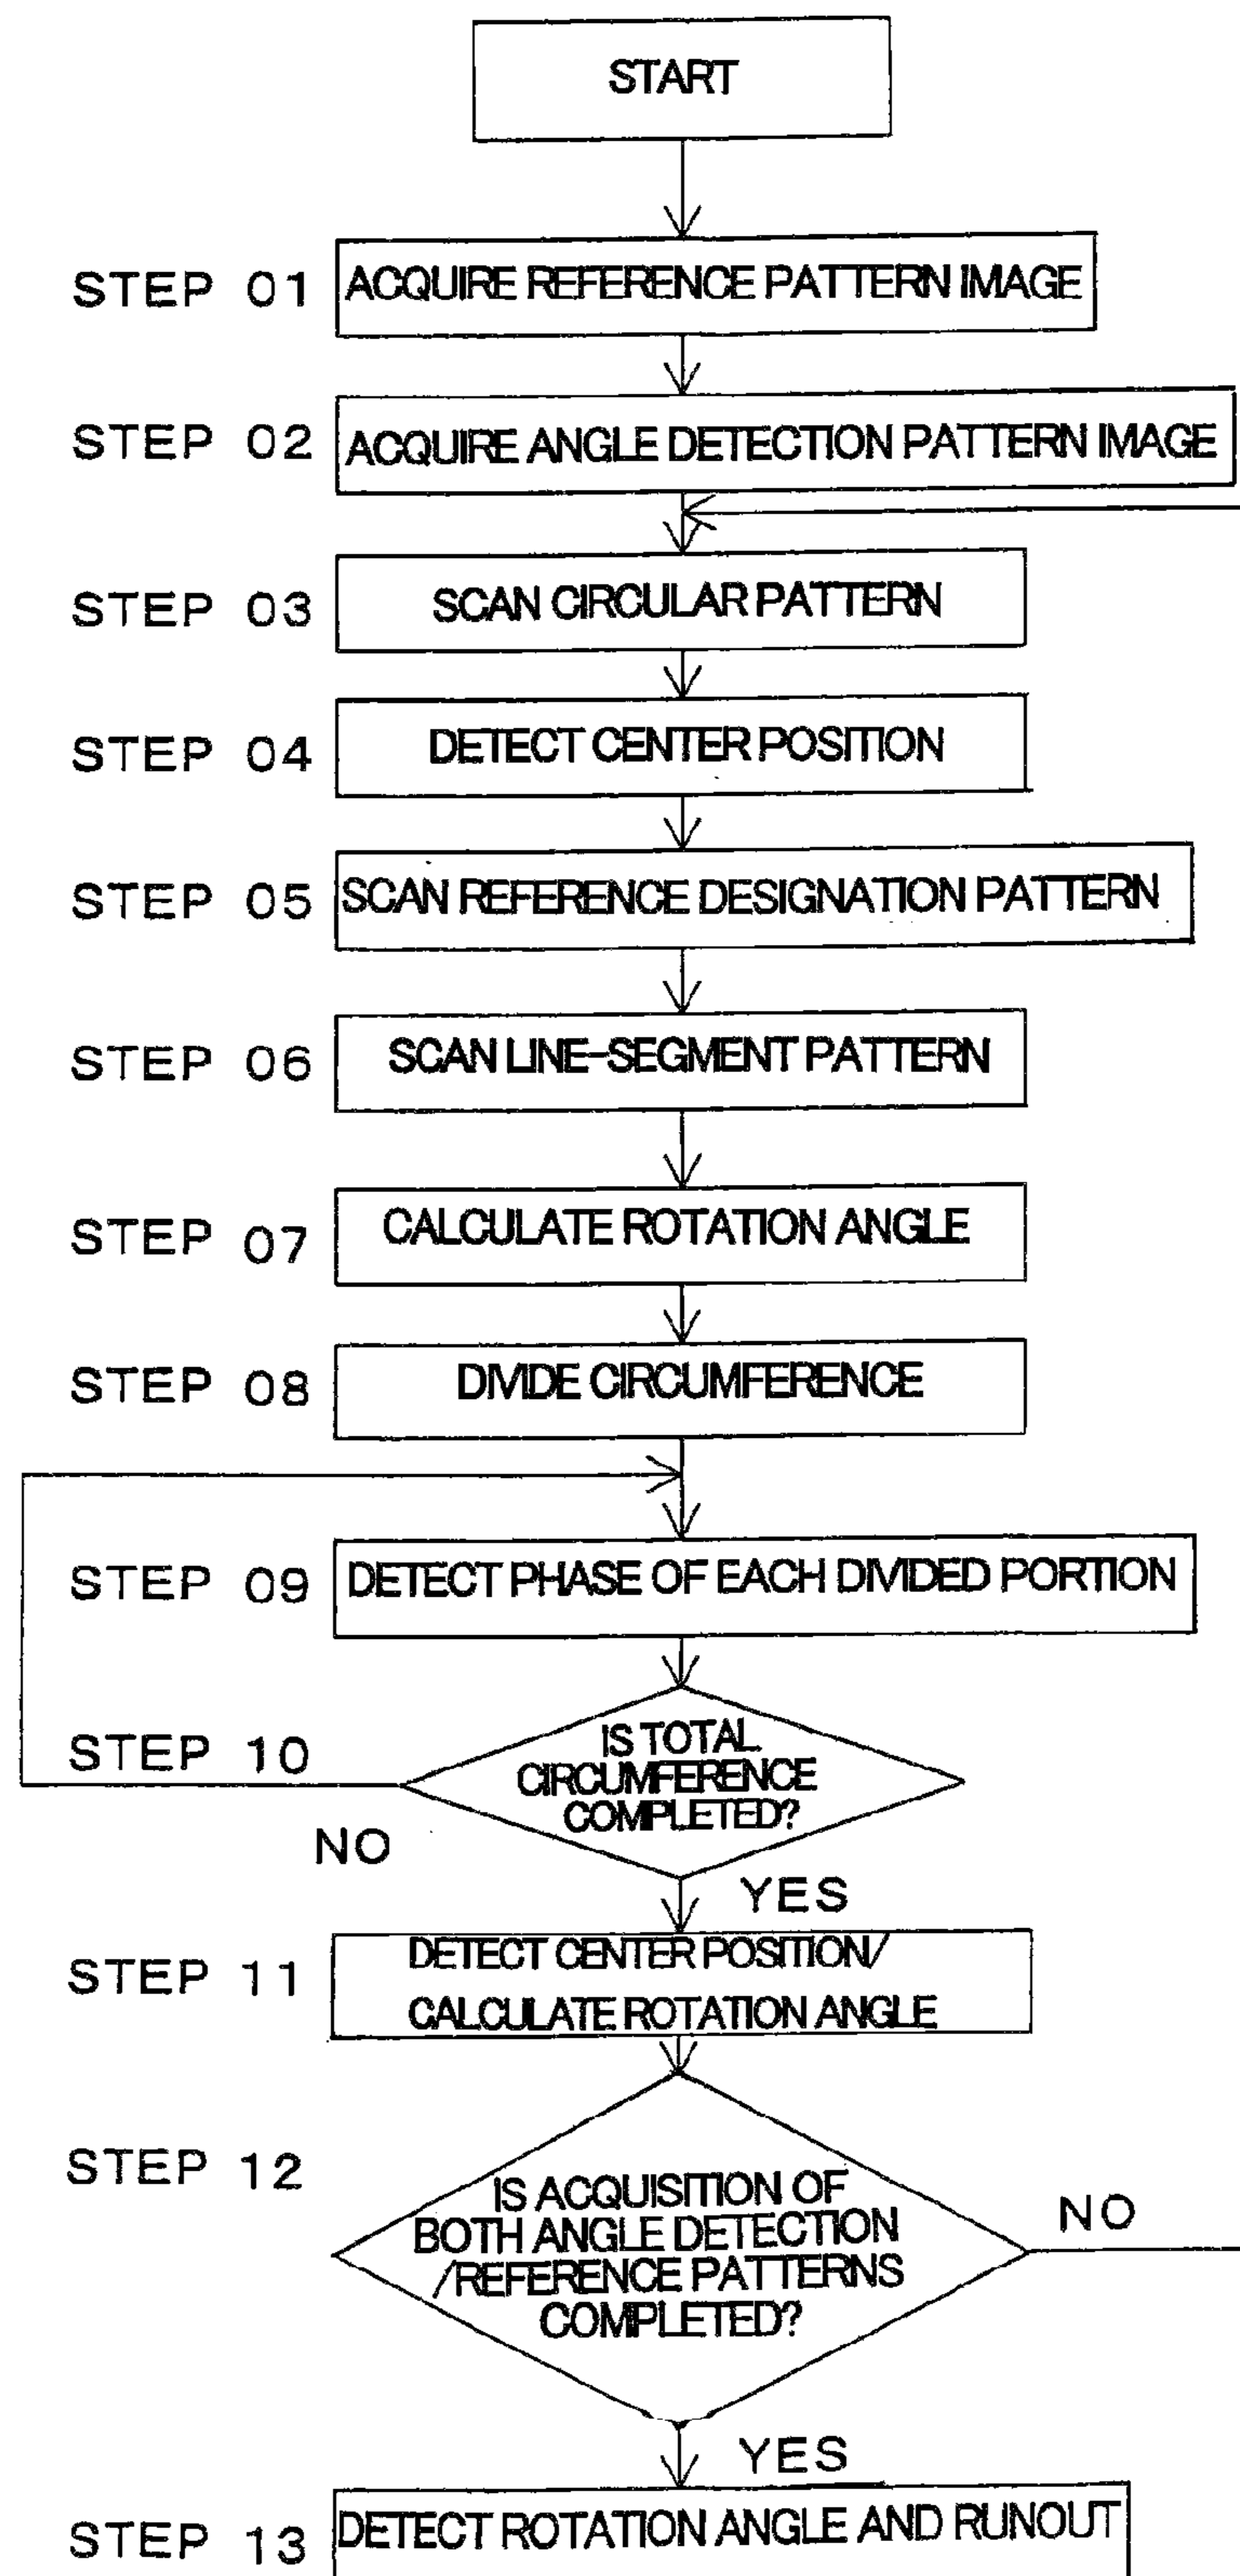 START
STEP 01 ACQUIRE REFERENCE PATTERN IMAGE
STEP 02 ACQUIRE ANGLE DETECTION PATTERN IMAGE
STEP 03 SCAN CIRCULAR PATTERN
STEP 04 DETECT CENTER POSITION
STEP 05 SCAN REFERENCE DESIGNATION PATTERN
STEP 06 SCAN LINE-SEGMENT PATTERN
STEP 07 CALCULATE ROTATION ANGLE
STEP 08 DIVIDE CIRCUMFERENCE
STEP 09 DETECT PHASE OF EACH DIVIDED PORTION
STEP 10
IS TOTAL
CIRCUMFERENCE
COMPLETED?
NO
YES
STEP 11
DETECT CENTER POSITION/
CALCULATE ROTATION ANGLE
STEP 12
IS ACQUISITION OF
BOTH ANGLE DETECTION
/REFERENCE PATTERNS
COMPLETED?
NO
YES
STEP 13 DETECT ROTATION ANGLE AND RUNOUT